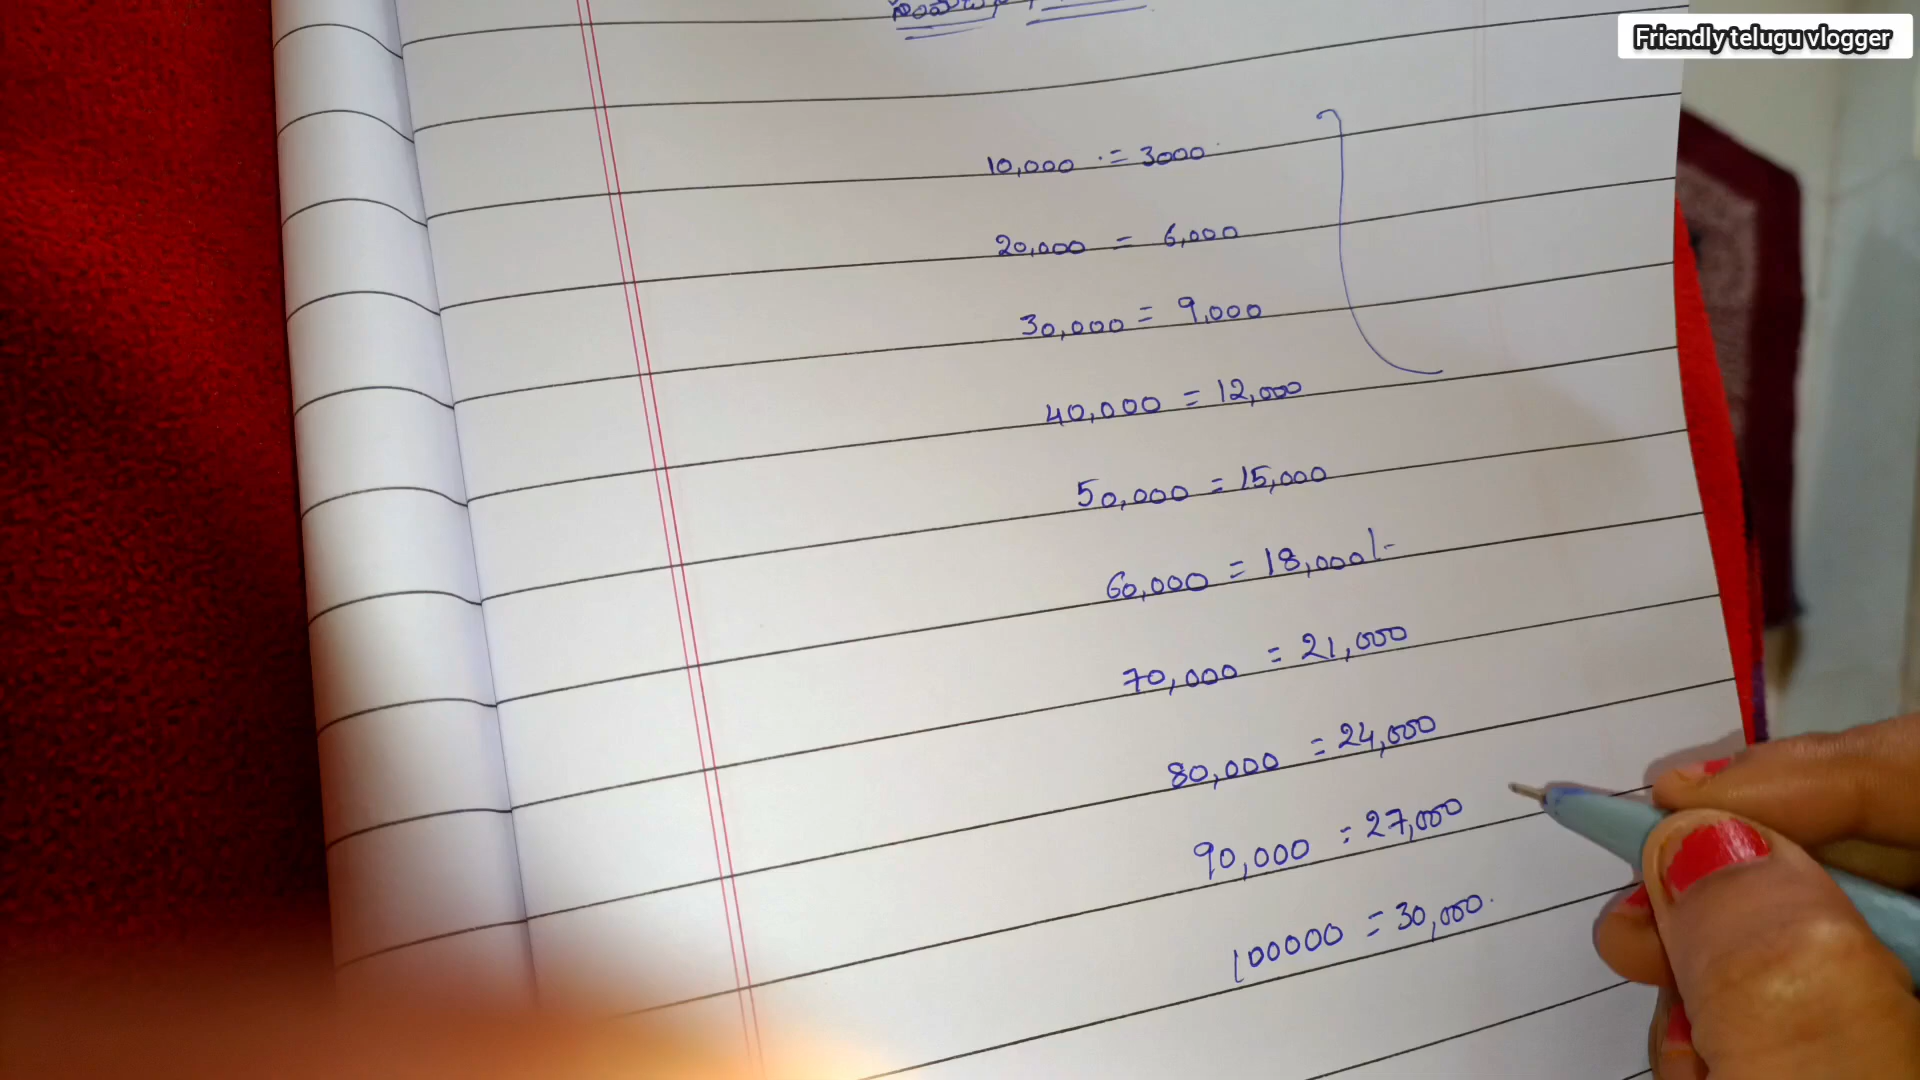 Friendly telugu vlogger
10,000 = 3000
20,000 = 6,000
30,000 = 9,000
40,000 = 12,000
50,000 = 15,000
60,000 = 18,000/-
70,000 = 21,000
80,000 = 24,000
90,000 = 27,000
100000 = 30,000.